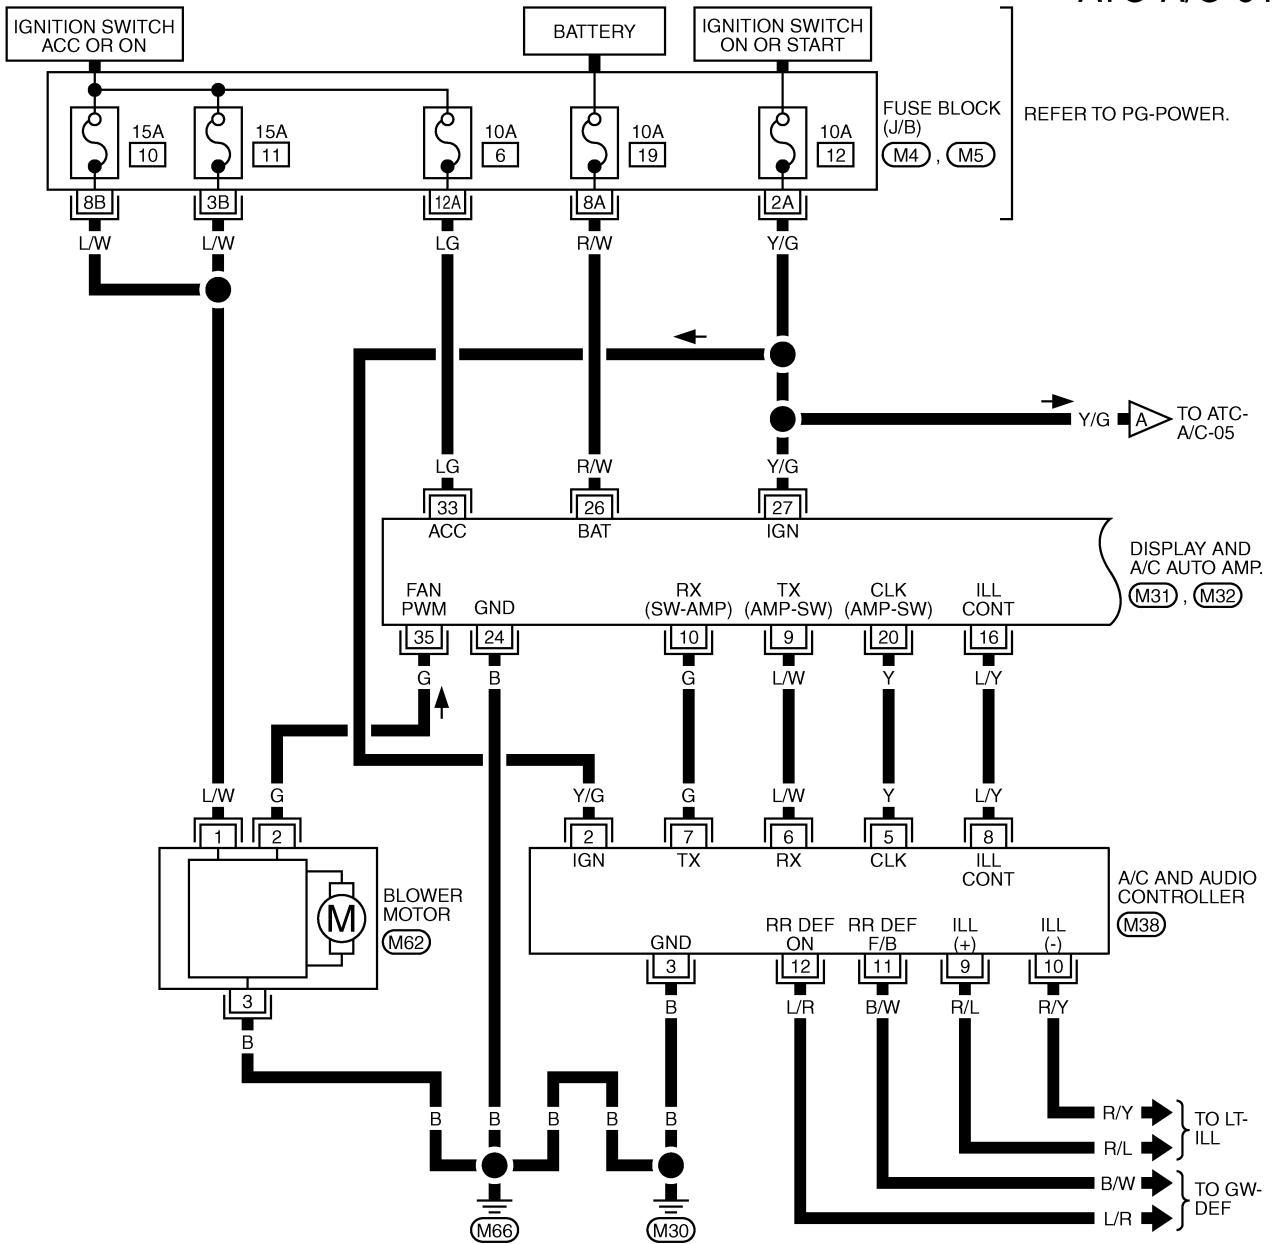 IGNITION SWITCH
ACC OR ON
BATTERY
IGNITION SWITCH
ON OR START
15A
10
15A
11
10A
6
10A
19
10A
12
FUSE BLOCK
(J/B)
M4 , M5
REFER TO PG-POWER.
8B
3B
12A
8A
2A
L/W
L/W
LG
R/W
Y/G
Y/G
A
TO ATC-
A/C-05
LG
R/W
Y/G
33
26
27
ACC
BAT
IGN
DISPLAY AND
A/C AUTO AMP.
M31 , M32
FAN
PWM
GND
RX
(SW-AMP)
TX
(AMP-SW)
CLK
(AMP-SW)
ILL
CONT
35
24
10
9
20
16
G
B
G
L/W
Y
L/Y
L/W
G
Y/G
G
L/W
Y
L/Y
1
2
2
7
6
5
8
IGN
TX
RX
CLK
ILL
CONT
A/C AND AUDIO
CONTROLLER
M38
M
BLOWER
MOTOR
M62
GND
RR DEF
ON
RR DEF
F/B
ILL
(+)
ILL
(-)
3
3
12
11
9
10
B
B
L/R
B/W
R/L
R/Y
B
B
B
B
B
R/Y
R/L
TO LT-
ILL
B/W
L/R
TO GW-
DEF
M66
M30